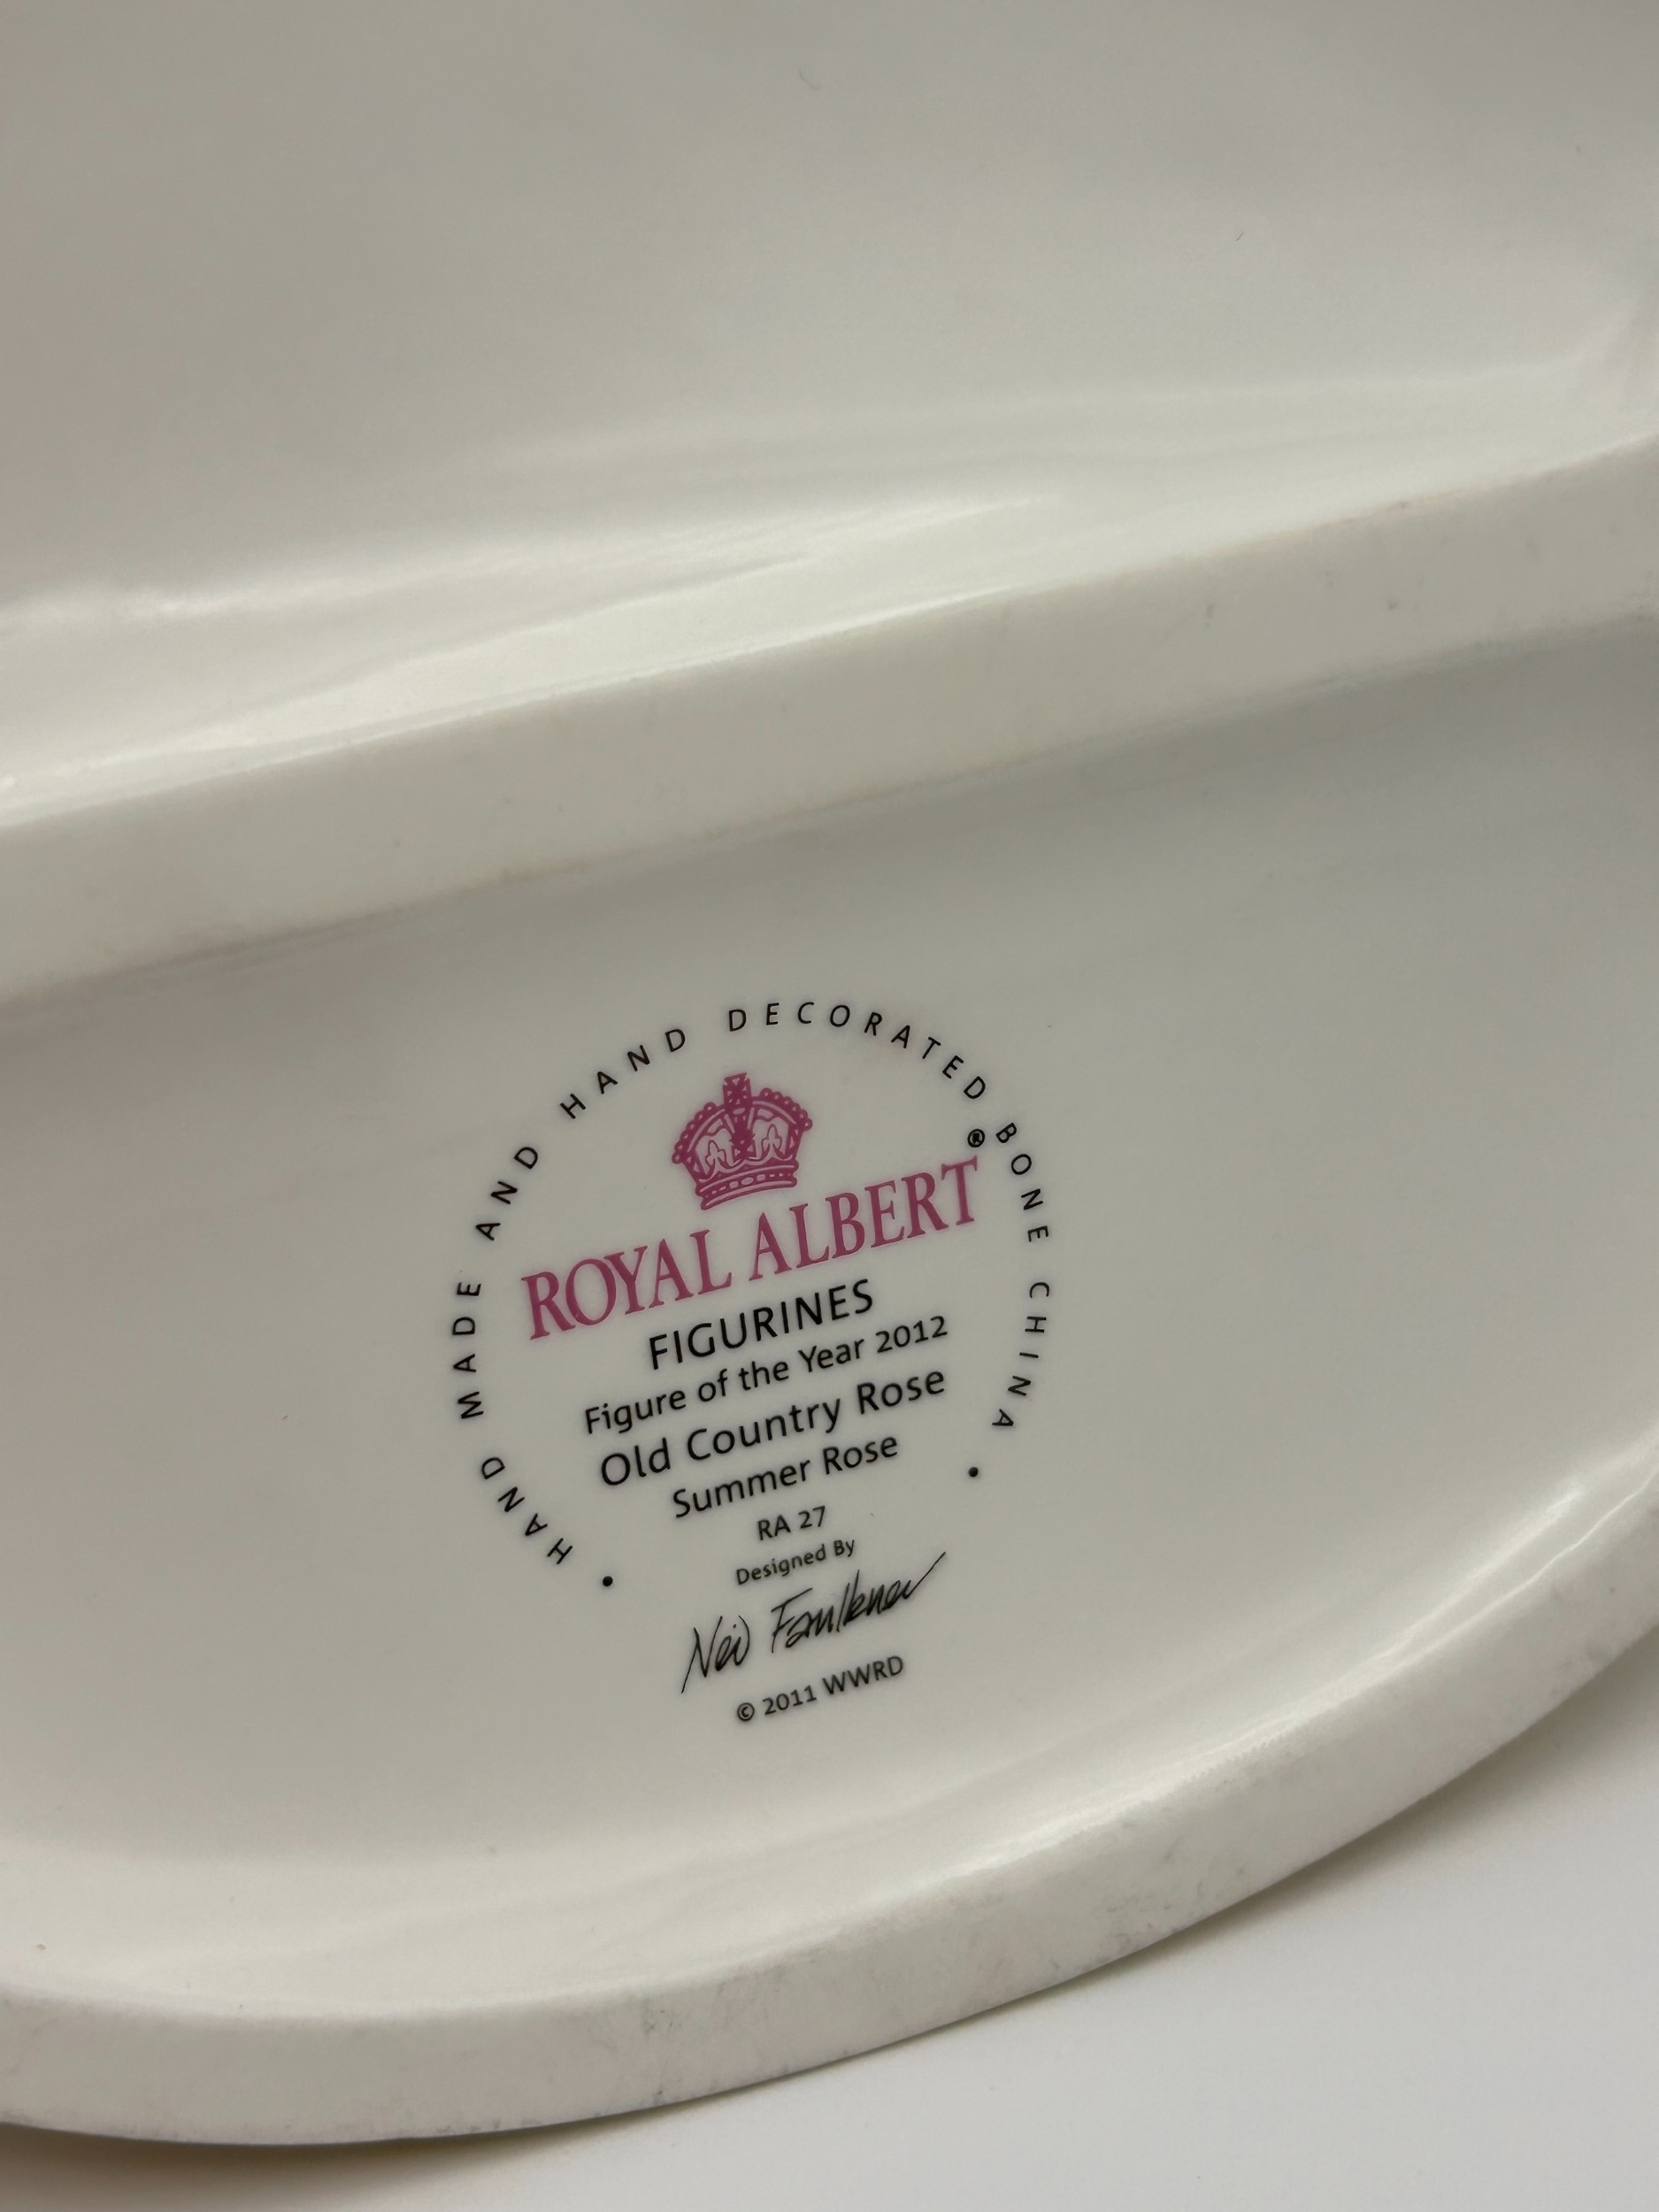 HAND MADE AND HAND DECORATED BONE CHINA
ROYAL ALBERT®
FIGURINES
Figure of the Year 2012
Old Country Rose
Summer Rose
RA 27
Designed By
Neil Faulkner
© 2011 WWRD